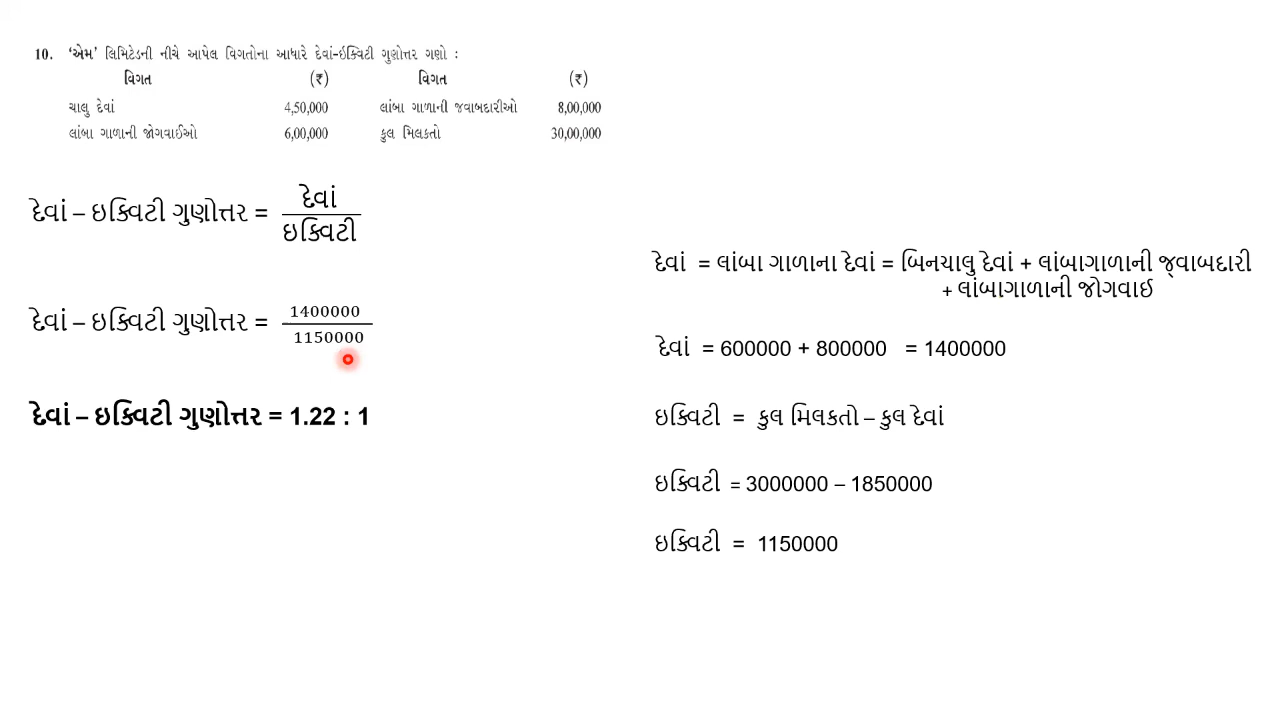 10. ‘એમ’ લિમિટેડની નીચે આપેલ વિગતોના આધારે દેવાં-ઇક્વિટી ગુણોત્તર ગણો :
વિગત (₹) વિગત (₹)
ચાલુ દેવાં 4,50,000 લાંબા ગાળાની જવાબદારીઓ 8,00,000
લાંબા ગાળાની જોગવાઈઓ 6,00,000 કુલ મિલકતો 30,00,000
દેવાં – ઇક્વિટી ગુણોત્તર = દેવાં
ઇક્વિટી
દેવાં – ઇક્વિટી ગુણોત્તર = 1400000
1150000
દેવાં – ઇક્વિટી ગુણોત્તર = 1.22 : 1
દેવાં = લાંબા ગાળાના દેવાં = બિનચાલુ દેવાં + લાંબાગાળાની જ્વાબદારી
+ લાંબાગાળાની જોગવાઈ
દેવાં = 600000 + 800000 = 1400000
ઇક્વિટી = કુલ મિલકતો – કુલ દેવાં
ઇક્વિટી = 3000000 – 1850000
ઇક્વિટી = 1150000